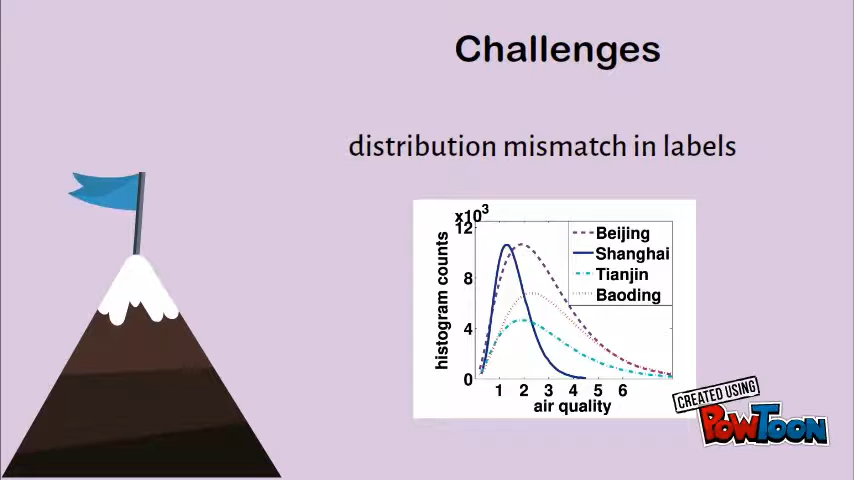 Challenges
distribution mismatch in labels
x10³
12
8
4
0
histogram counts
Beijing
Shanghai
Tianjin
Baoding
1 2 3 4 5 6
air quality
CREATED USING
POWTOON